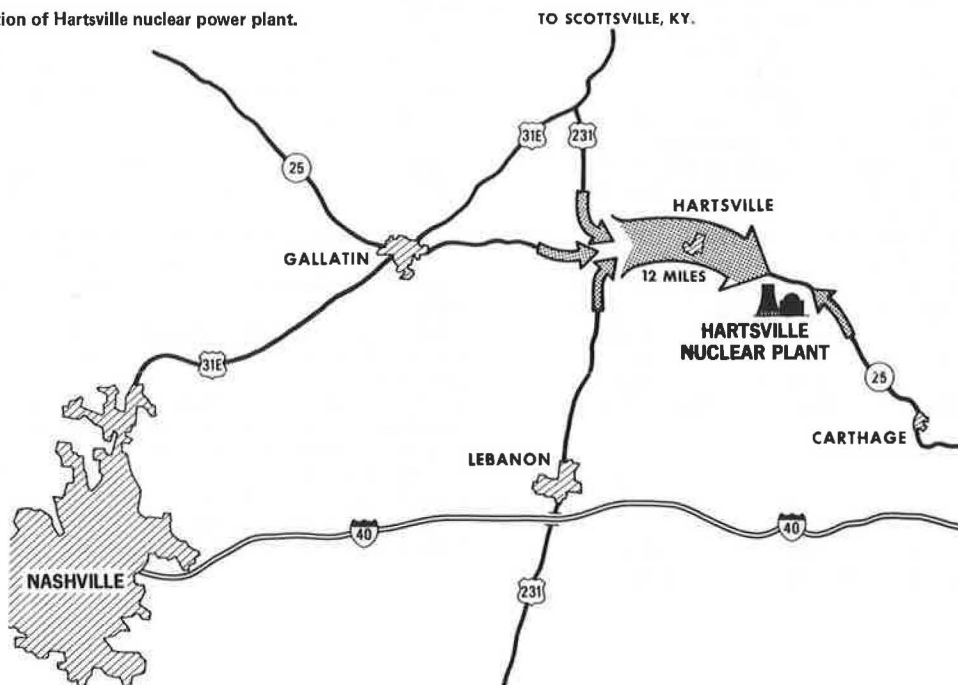 tion of Hartsville nuclear power plant.
TO SCOTTSVILLE, KY.
31E
231
25
HARTSVILLE
GALLATIN
12 MILES
HARTSVILLE
NUCLEAR PLANT
31E
25
CARTHAGE
LEBANON
40
40
NASHVILLE
231